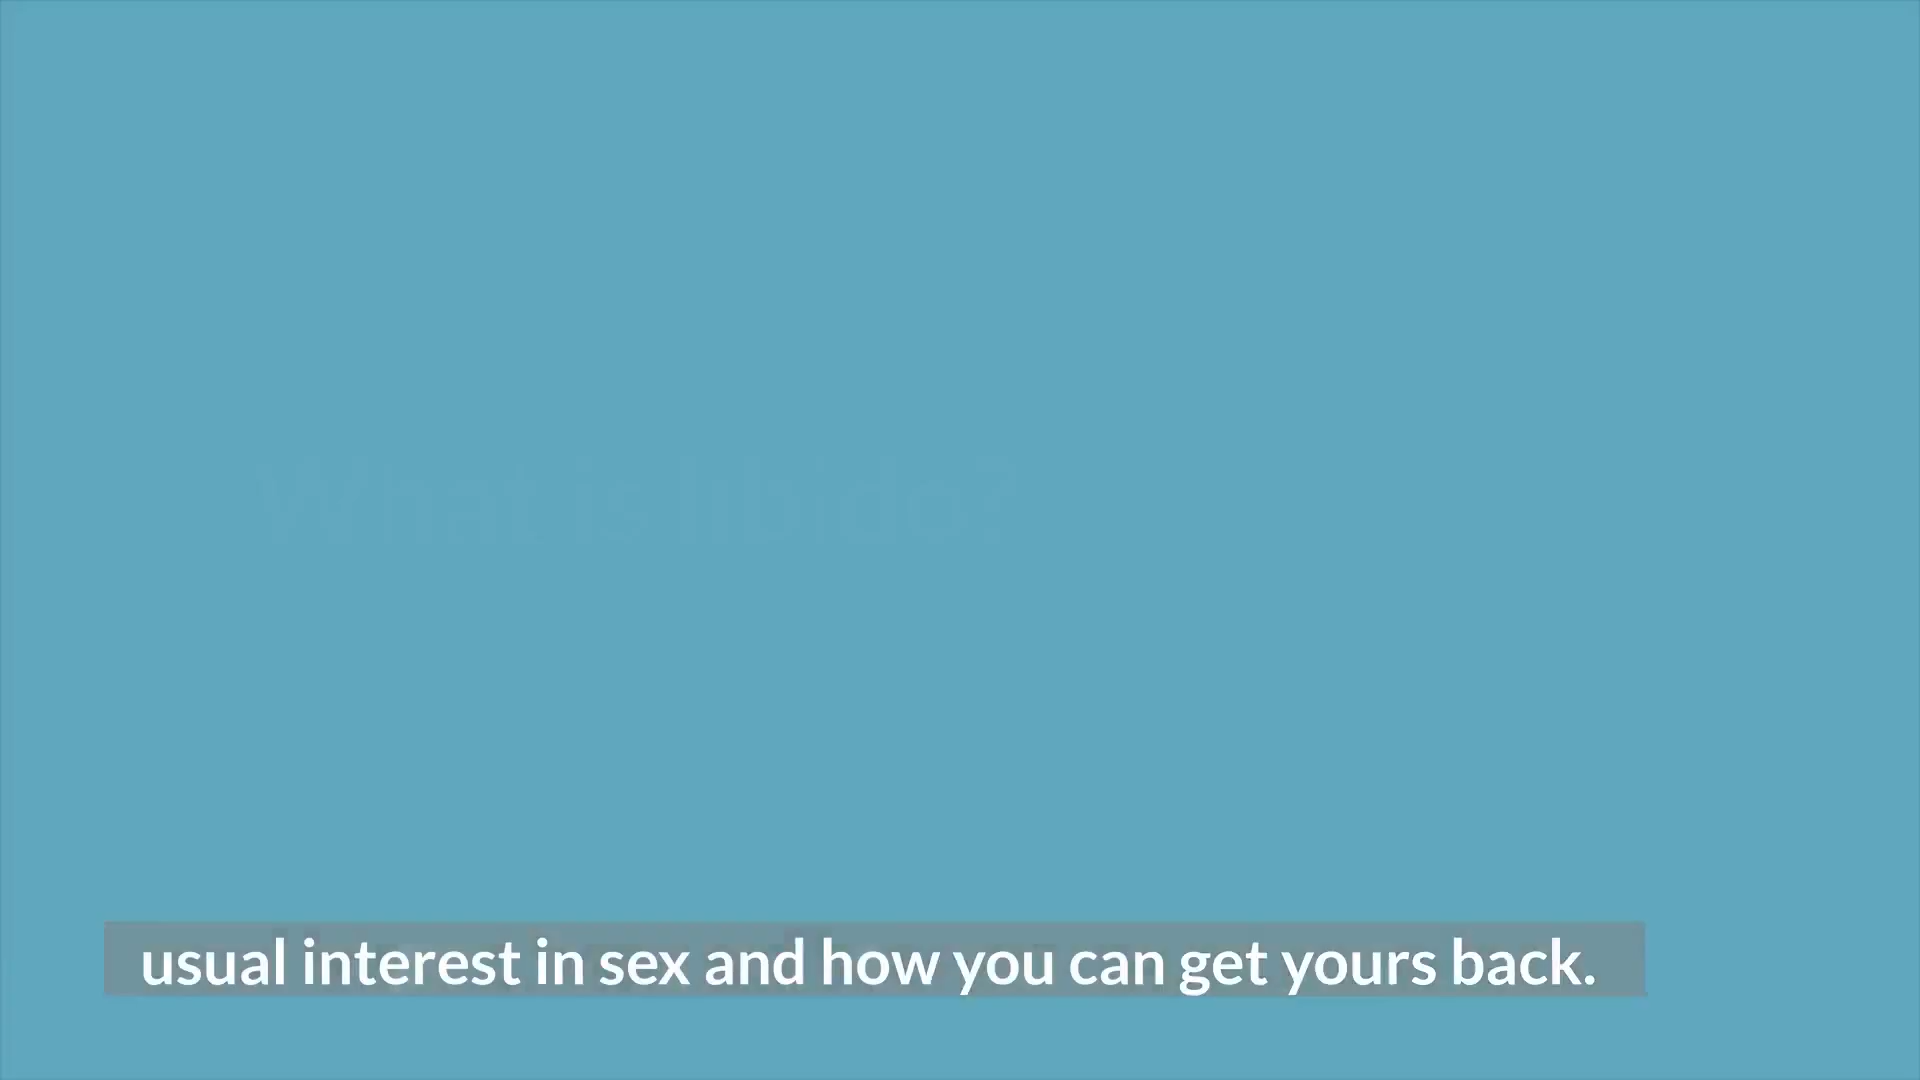 What is libido?
usual interest in sex and how you can get yours back.